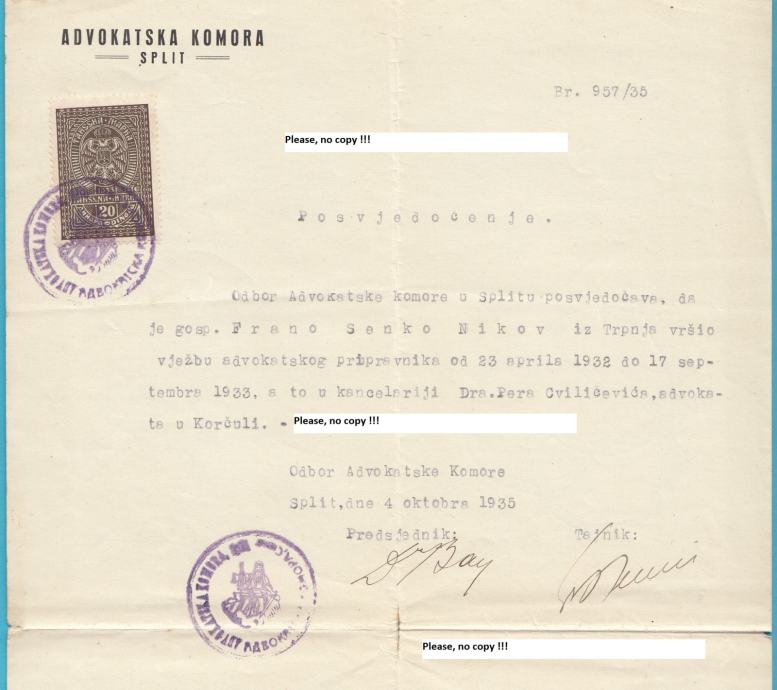 ADVOKATSKA KOMORA
SPLIT
Br. 957/35
Please, no copy !!!
20
Posvjedočenje.
Odbor Advokatske komore u Splitu posvjedočava, da
je gosp. Frano Senko Nikov iz Trpnja vršio
vježbu advokatskog pripravnika od 23 aprila 1932 do 17 sep-
tembra 1933, a to u kancelariji Dra.Pera Cviličevića,advoka-
ta u Korčuli. - Please, no copy !!!
Odbor Advokatske Komore
Split,dne 4 oktobra 1935
Predsjednik: Tajnik:
Dr Bay
Please, no copy !!!